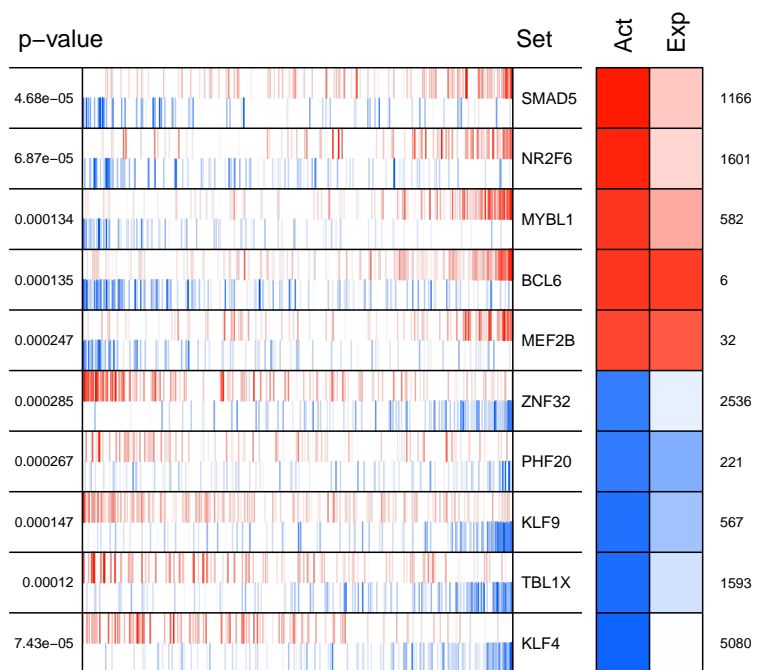 p−value Set Act Exp
4.68e−05 SMAD5 1166
6.87e−05 NR2F6 1601
0.000134 MYBL1 582
0.000135 BCL6 6
0.000247 MEF2B 32
0.000285 ZNF32 2536
0.000267 PHF20 221
0.000147 KLF9 567
0.00012 TBL1X 1593
7.43e−05 KLF4 5080